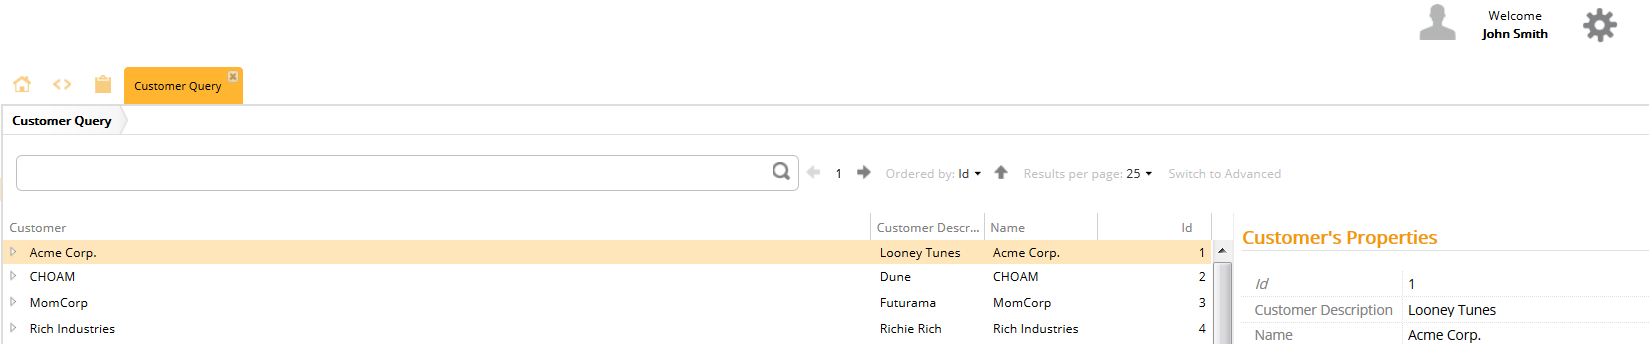 Welcome
John Smith
<> Customer Query
Customer Query
1 Ordered by: Id Results per page: 25 Switch to Advanced
Customer Customer Descr... Name Id
Acme Corp. Looney Tunes Acme Corp. 1
CHOAM Dune CHOAM 2
MomCorp Futurama MomCorp 3
Rich Industries Richie Rich Rich Industries 4
Customer's Properties
Id 1
Customer Description Looney Tunes
Name Acme Corp.